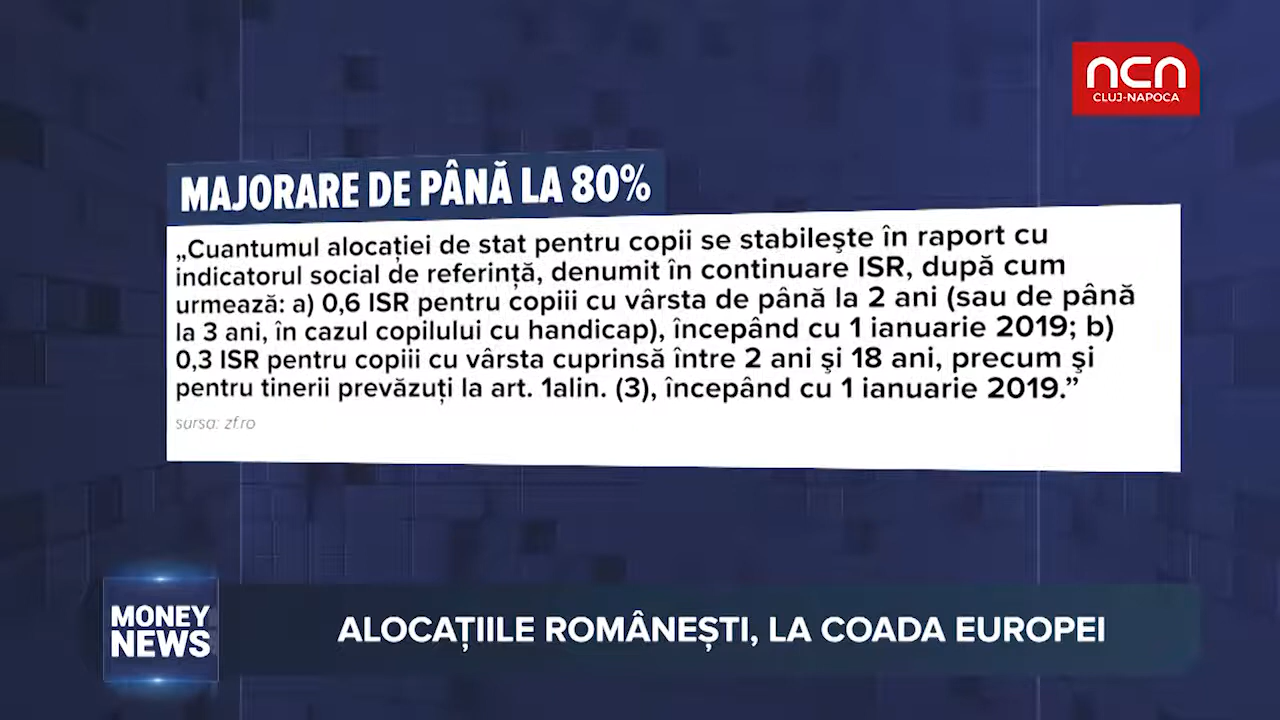 ncn
CLUJ-NAPOCA
MAJORARE DE PÂNĂ LA 80%
„Cuantumul alocației de stat pentru copii se stabilește în raport cu
indicatorul social de referință, denumit în continuare ISR, după cum
urmează: a) 0,6 ISR pentru copiii cu vârsta de până la 2 ani (sau de până
la 3 ani, în cazul copilului cu handicap), începând cu 1 ianuarie 2019; b)
0,3 ISR pentru copiii cu vârsta cuprinsă între 2 ani şi 18 ani, precum şi
pentru tinerii prevăzuți la art. 1alin. (3), începând cu 1 ianuarie 2019.”
sursa: zf.ro
MONEY
NEWS
ALOCAȚIILE ROMÂNEȘTI, LA COADA EUROPEI